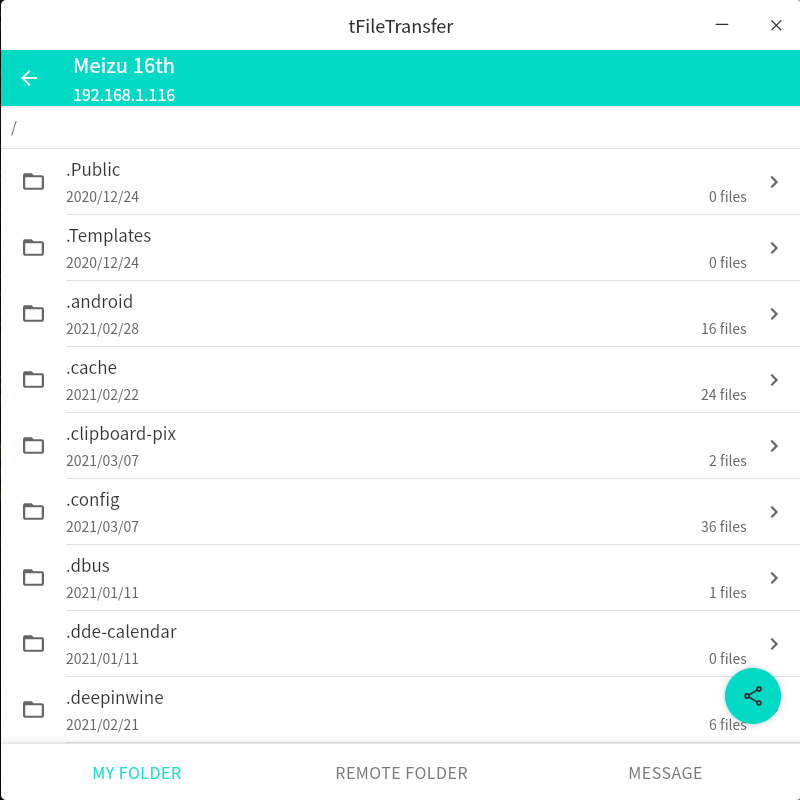 tFileTransfer
Meizu 16th
192.168.1.116
/
.Public
2020/12/24
0 files
.Templates
2020/12/24
0 files
.android
2021/02/28
16 files
.cache
2021/02/22
24 files
.clipboard-pix
2021/03/07
2 files
.config
2021/03/07
36 files
.dbus
2021/01/11
1 files
.dde-calendar
2021/01/11
0 files
.deepinwine
2021/02/21
6 files
MY FOLDER
REMOTE FOLDER
MESSAGE